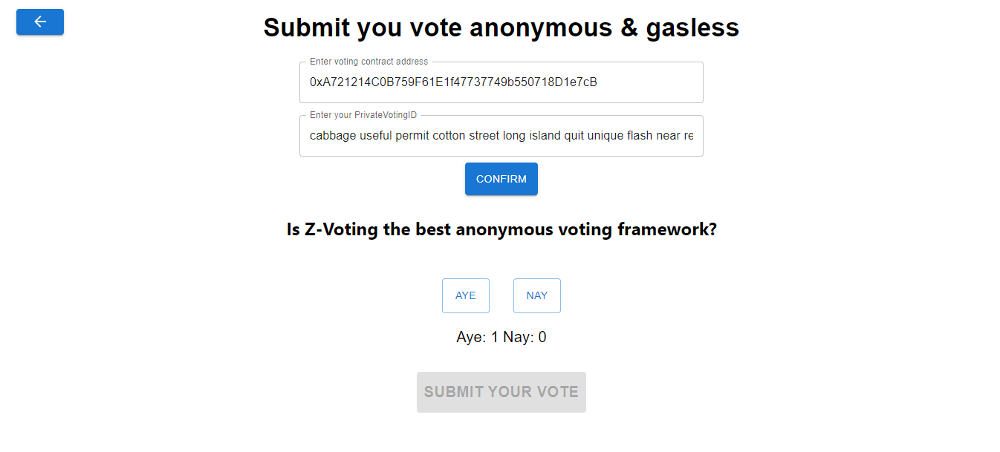 Submit you vote anonymous & gasless
Enter voting contract address
0xA721214C0B759F61E1f47737749b550718D1e7cB
Enter your PrivateVotingID
cabbage useful permit cotton street long island quit unique flash near re
CONFIRM
Is Z-Voting the best anonymous voting framework?
AYE NAY
Aye: 1 Nay: 0
SUBMIT YOUR VOTE